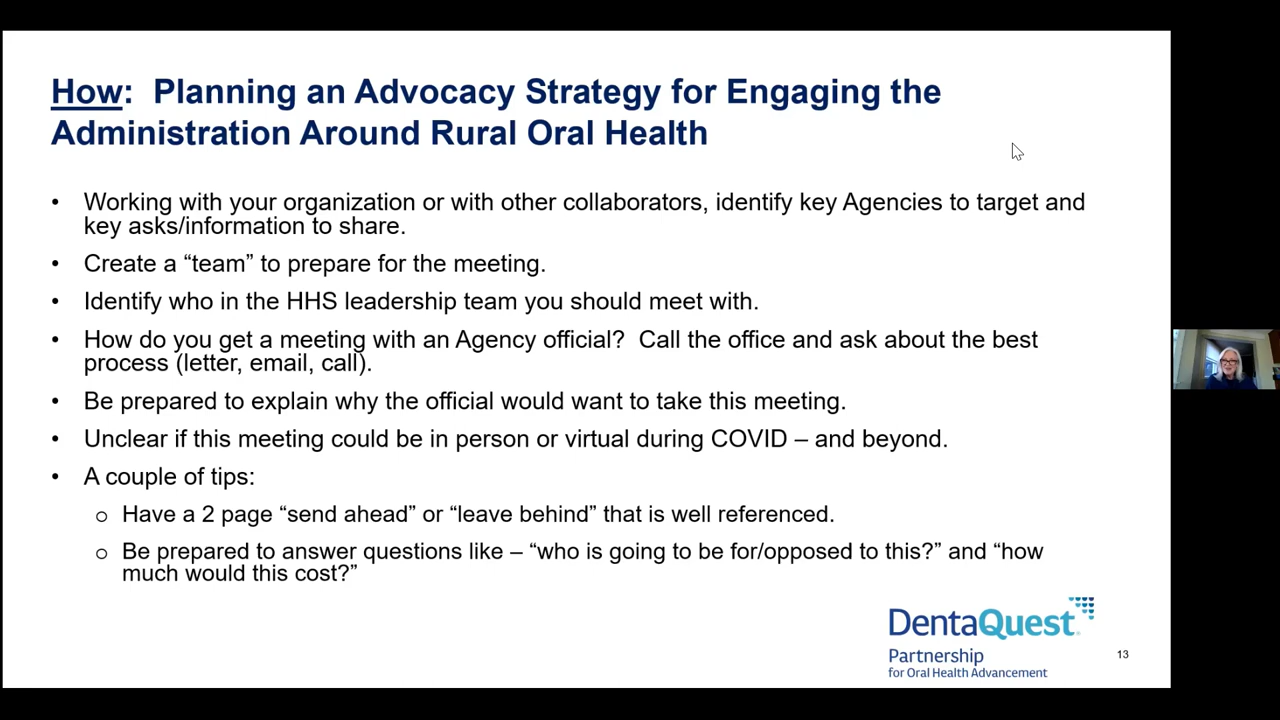 How:  Planning an Advocacy Strategy for Engaging the
Administration Around Rural Oral Health
• Working with your organization or with other collaborators, identify key Agencies to target and
key asks/information to share.
• Create a “team” to prepare for the meeting.
• Identify who in the HHS leadership team you should meet with.
• How do you get a meeting with an Agency official?  Call the office and ask about the best
process (letter, email, call).
• Be prepared to explain why the official would want to take this meeting.
• Unclear if this meeting could be in person or virtual during COVID – and beyond.
• A couple of tips:
o Have a 2 page “send ahead” or “leave behind” that is well referenced.
o Be prepared to answer questions like – “who is going to be for/opposed to this?” and “how
much would this cost?”
DentaQuest
Partnership
for Oral Health Advancement
13